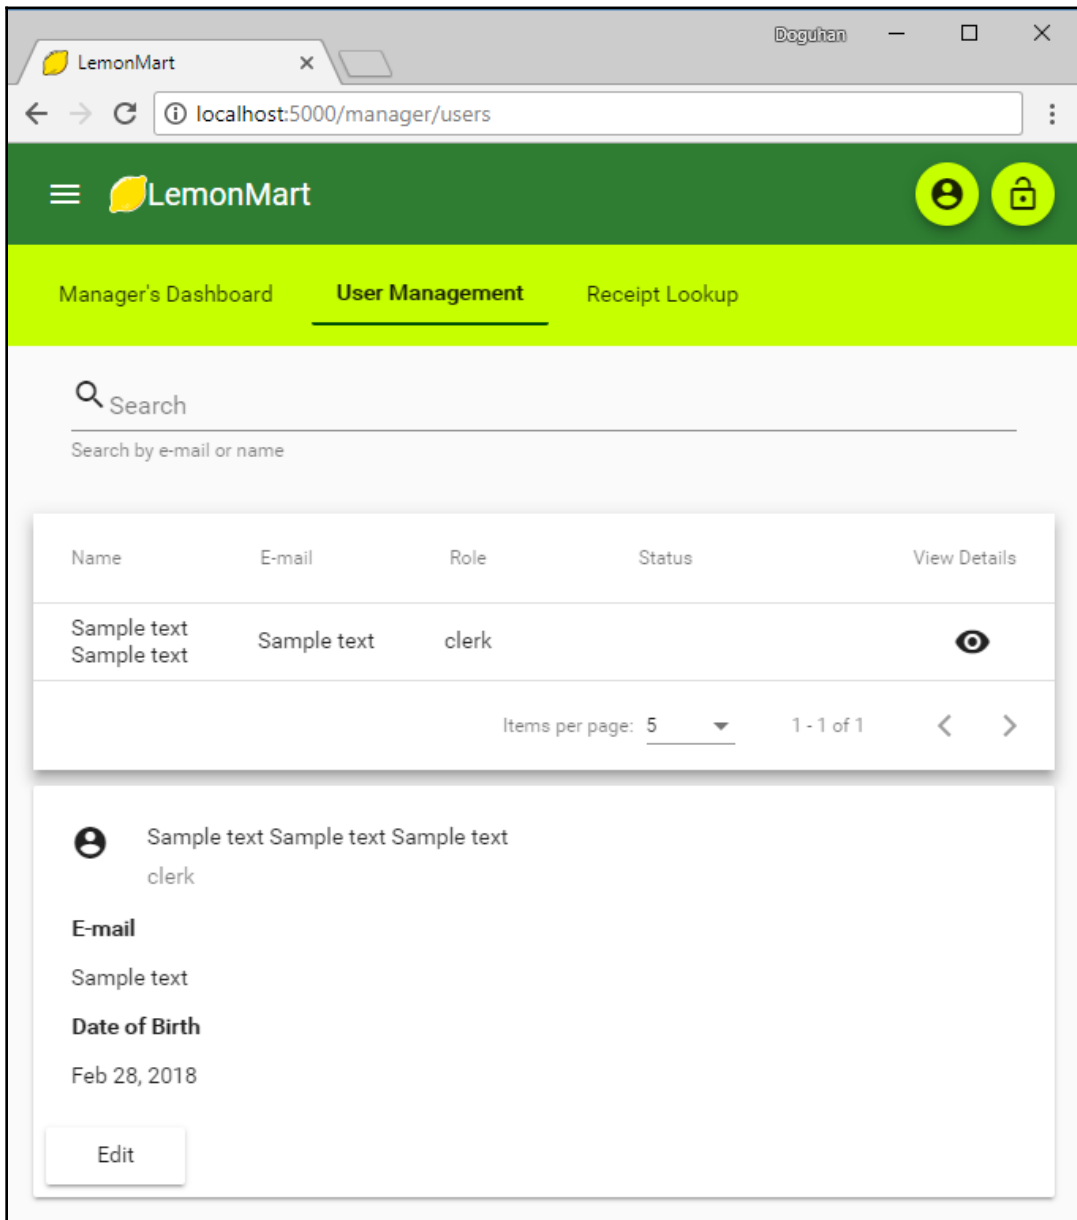 Doguhan
LemonMart
localhost:5000/manager/users
LemonMart
Manager's Dashboard User Management Receipt Lookup
Search
Search by e-mail or name
Name E-mail Role Status View Details
Sample text
Sample text Sample text clerk
Items per page: 5 1 - 1 of 1
Sample text Sample text Sample text
clerk
E-mail
Sample text
Date of Birth
Feb 28, 2018
Edit